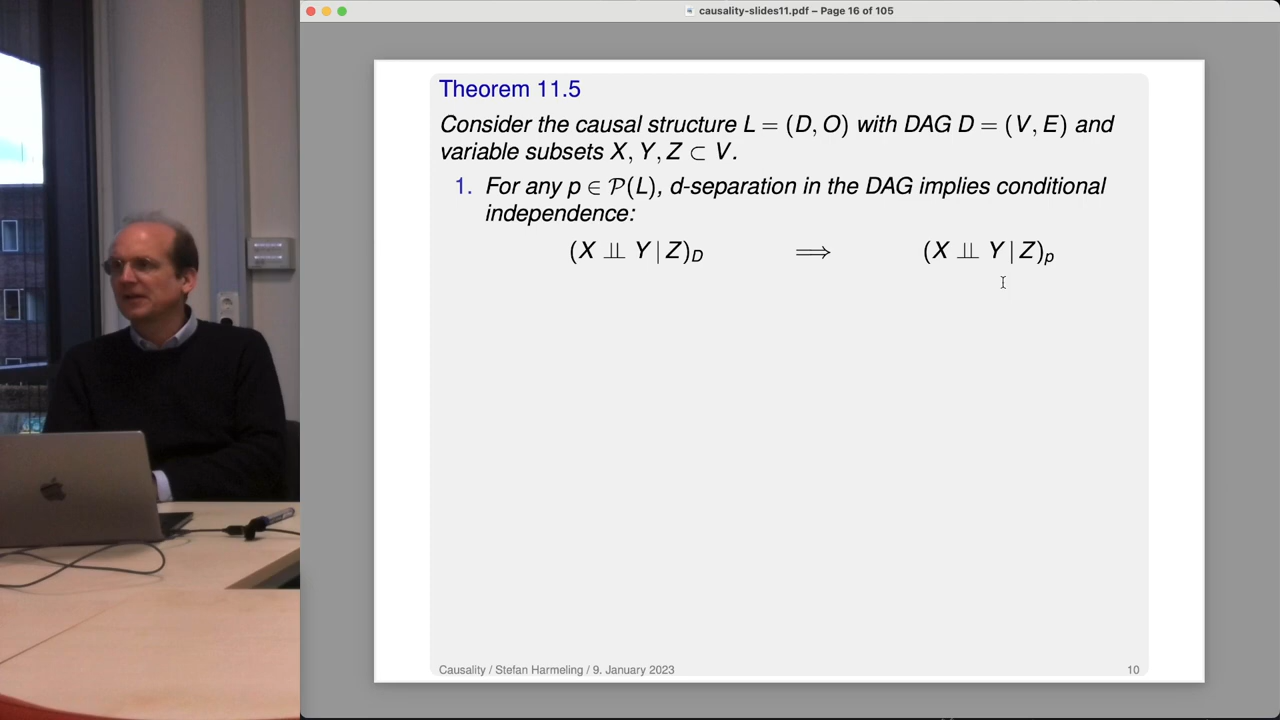 causality-slides11.pdf – Page 16 of 105
Theorem 11.5
Consider the causal structure L = (D, O) with DAG D = (V, E) and
variable subsets X, Y, Z ⊂ V.
1. For any p ∈ 𝒫(L), d-separation in the DAG implies conditional
independence:
(X ⫫ Y | Z)_D ⟹ (X ⫫ Y | Z)_p
Causality / Stefan Harmeling / 9. January 2023 10